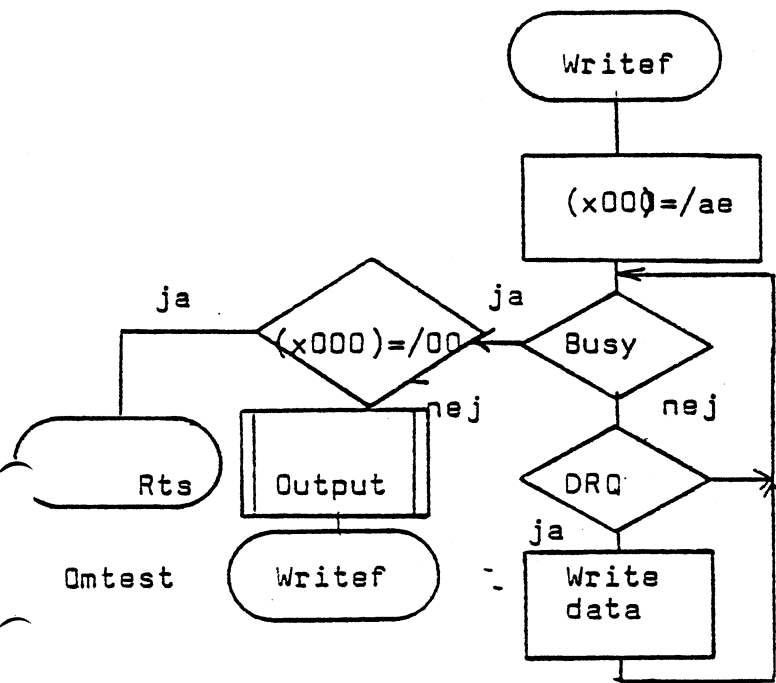 Writef
(x000)=/ae
ja
ja
(x000)=/00
Busy
nej
nej
Rts
Output
DRQ
ja
Omtest
Writef
Write
data